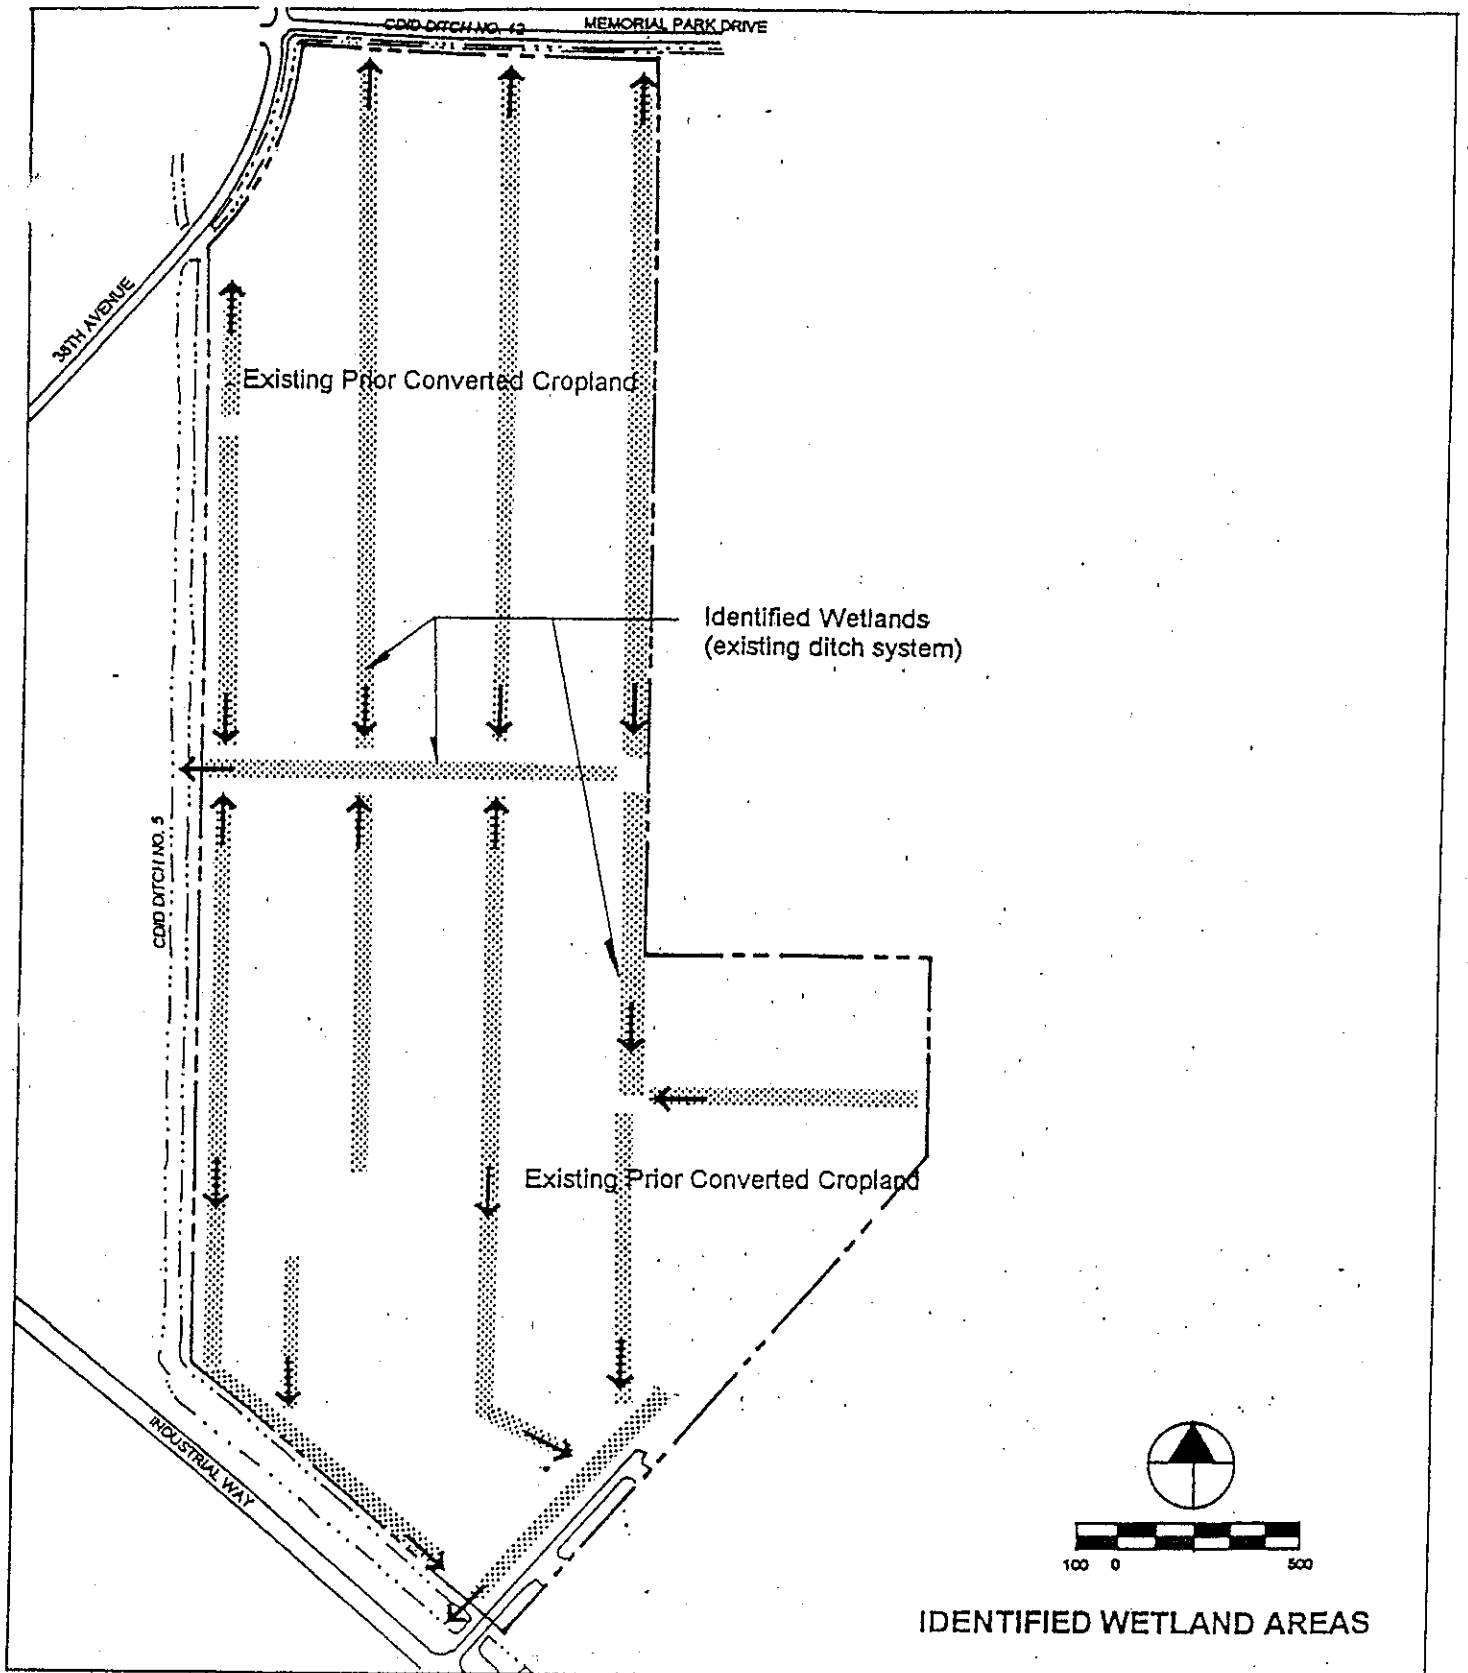 CDID DITCH NO. 12
MEMORIAL PARK DRIVE
38TH AVENUE
Existing Prior Converted Cropland
Identified Wetlands
(existing ditch system)
CDID DITCH NO. 5
Existing Prior Converted Cropland
INDUSTRIAL WAY
100 0 500
IDENTIFIED WETLAND AREAS